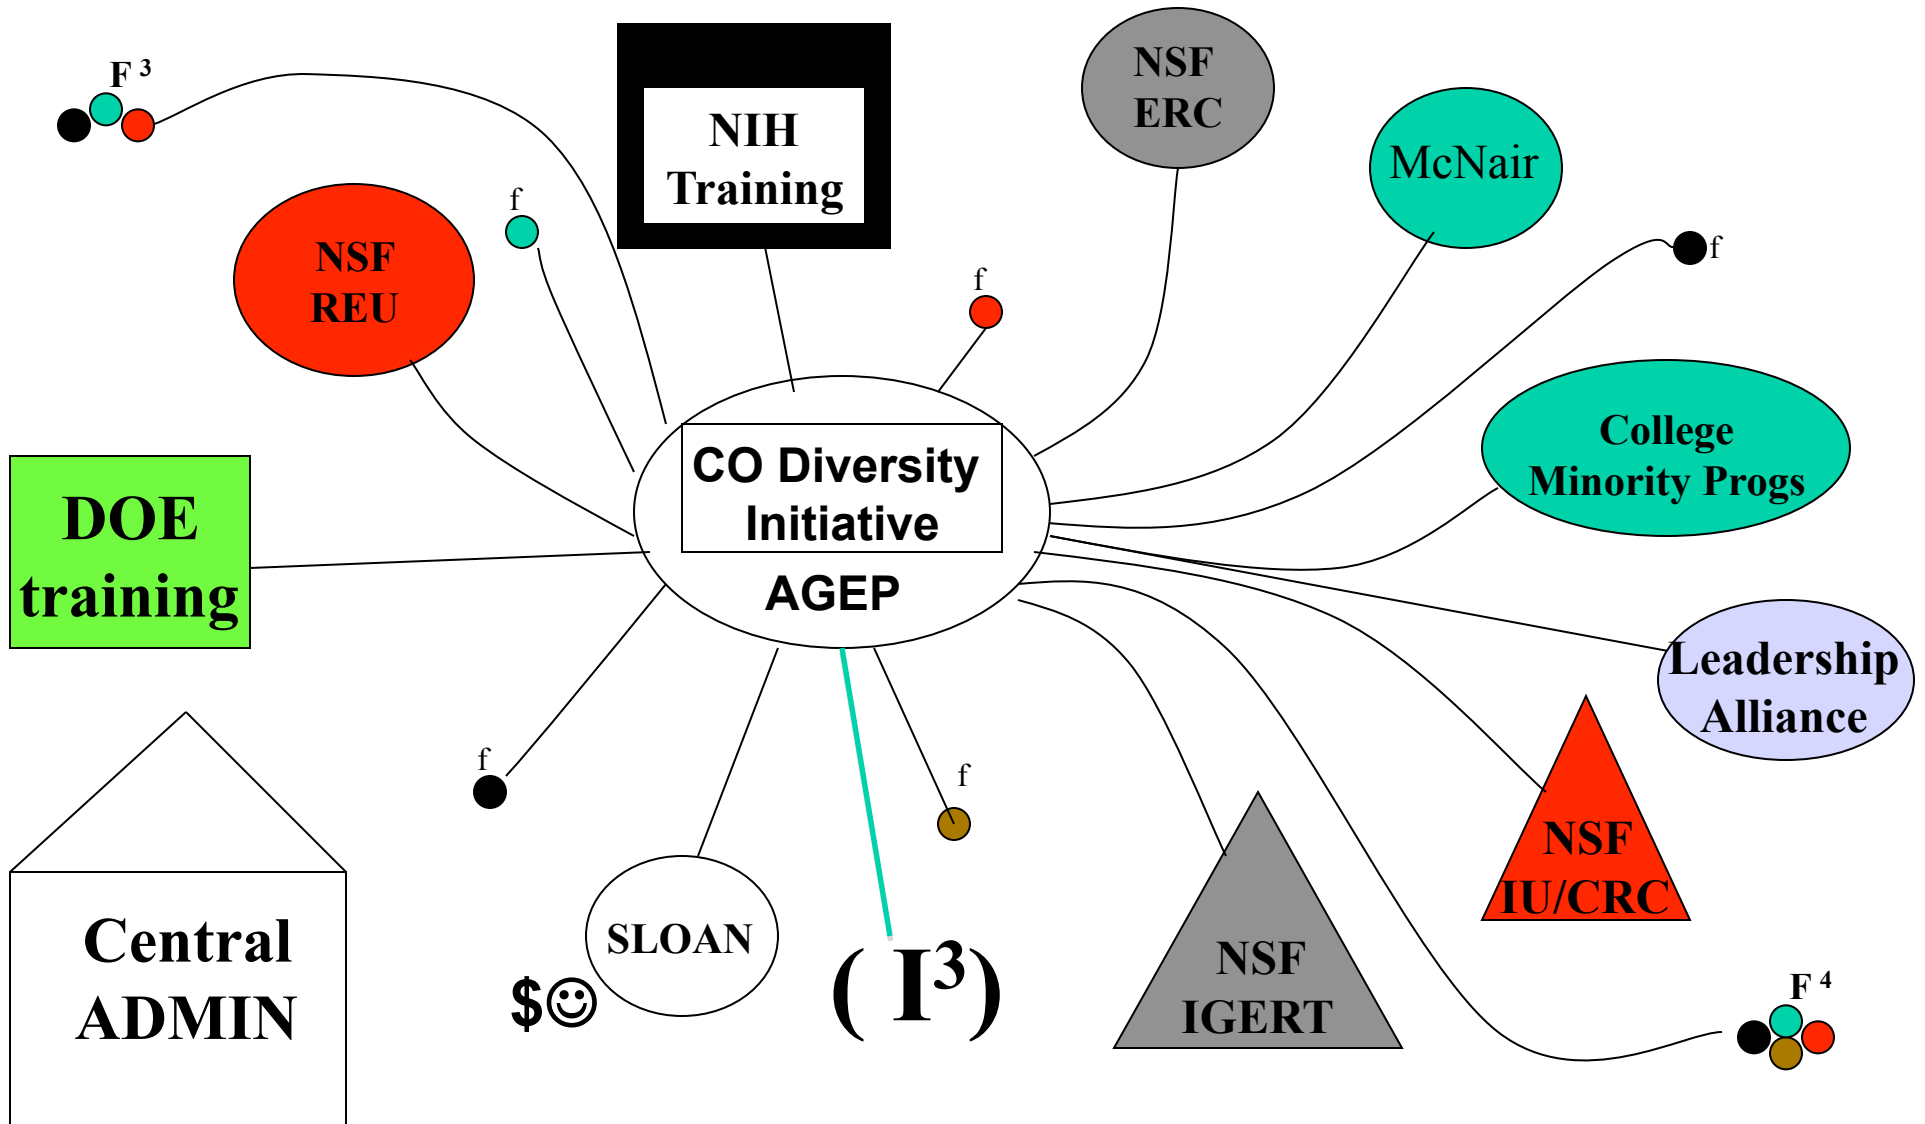 F ³
NIH
Training
NSF
ERC
McNair
f
NSF
REU
f
f
f
College
Minority Progs
CO Diversity
Initiative
AGEP
DOE
training
Leadership
Alliance
f
f
NSF
IU/CRC
Central
ADMIN
SLOAN
$☺
( I³)
NSF
IGERT
F ⁴